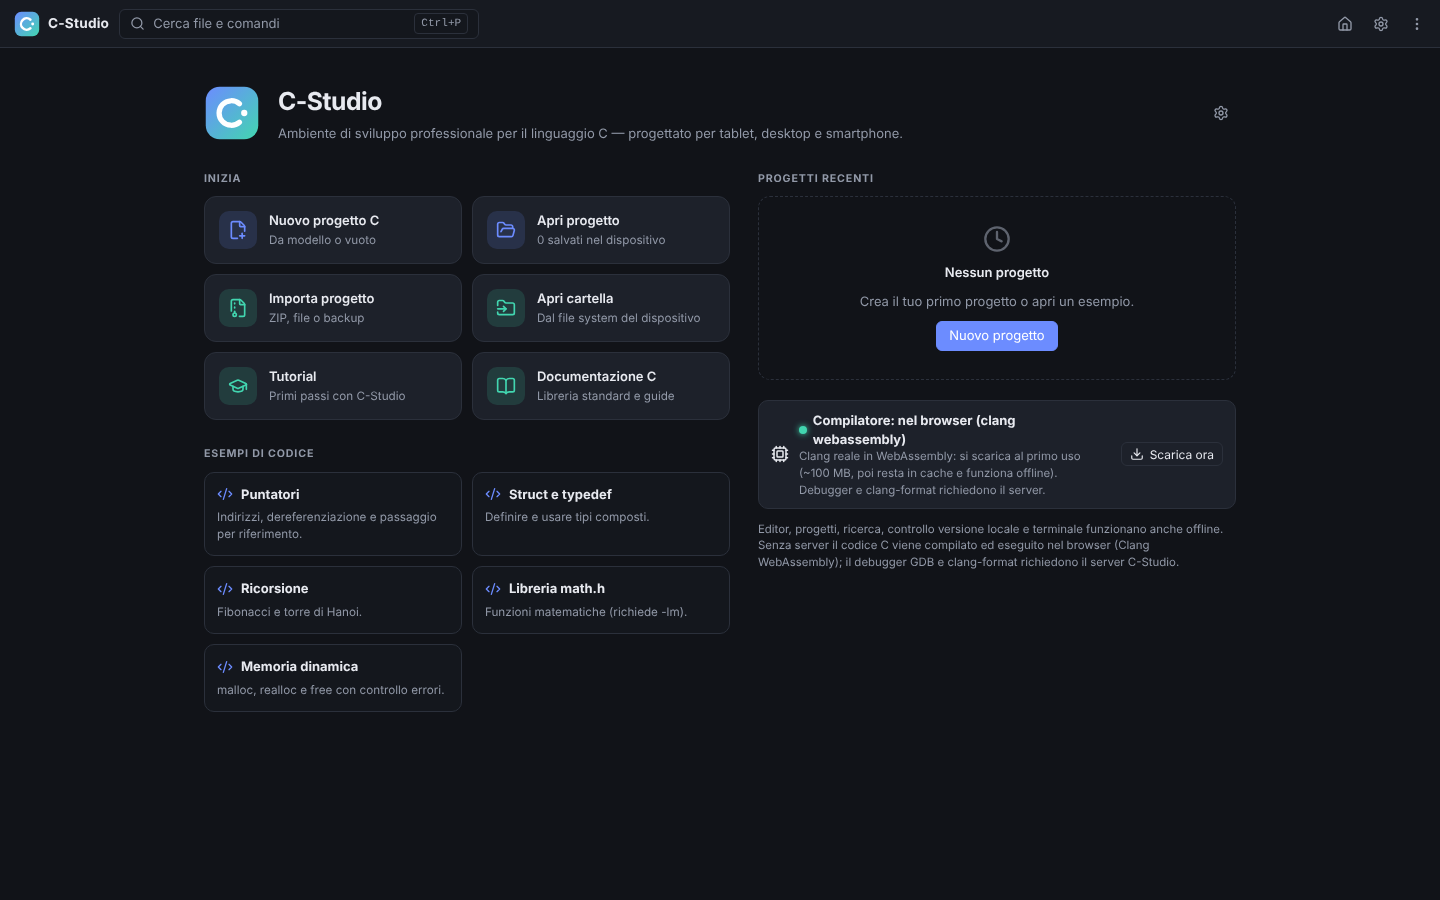 C-Studio
Cerca file e comandi
Ctrl+P
C-Studio
Ambiente di sviluppo professionale per il linguaggio C — progettato per tablet, desktop e smartphone.
INIZIA
Nuovo progetto C
Da modello o vuoto
Apri progetto
0 salvati nel dispositivo
Importa progetto
ZIP, file o backup
Apri cartella
Dal file system del dispositivo
Tutorial
Primi passi con C-Studio
Documentazione C
Libreria standard e guide
ESEMPI DI CODICE
Puntatori
Indirizzi, dereferenziazione e passaggio
per riferimento.
Struct e typedef
Definire e usare tipi composti.
Ricorsione
Fibonacci e torre di Hanoi.
Libreria math.h
Funzioni matematiche (richiede -lm).
Memoria dinamica
malloc, realloc e free con controllo errori.
PROGETTI RECENTI
Nessun progetto
Crea il tuo primo progetto o apri un esempio.
Nuovo progetto
Compilatore: nel browser (clang
webassembly)
Clang reale in WebAssembly: si scarica al primo uso
(~100 MB, poi resta in cache e funziona offline).
Debugger e clang-format richiedono il server.
Scarica ora
Editor, progetti, ricerca, controllo versione locale e terminale funzionano anche offline.
Senza server il codice C viene compilato ed eseguito nel browser (Clang
WebAssembly); il debugger GDB e clang-format richiedono il server C-Studio.